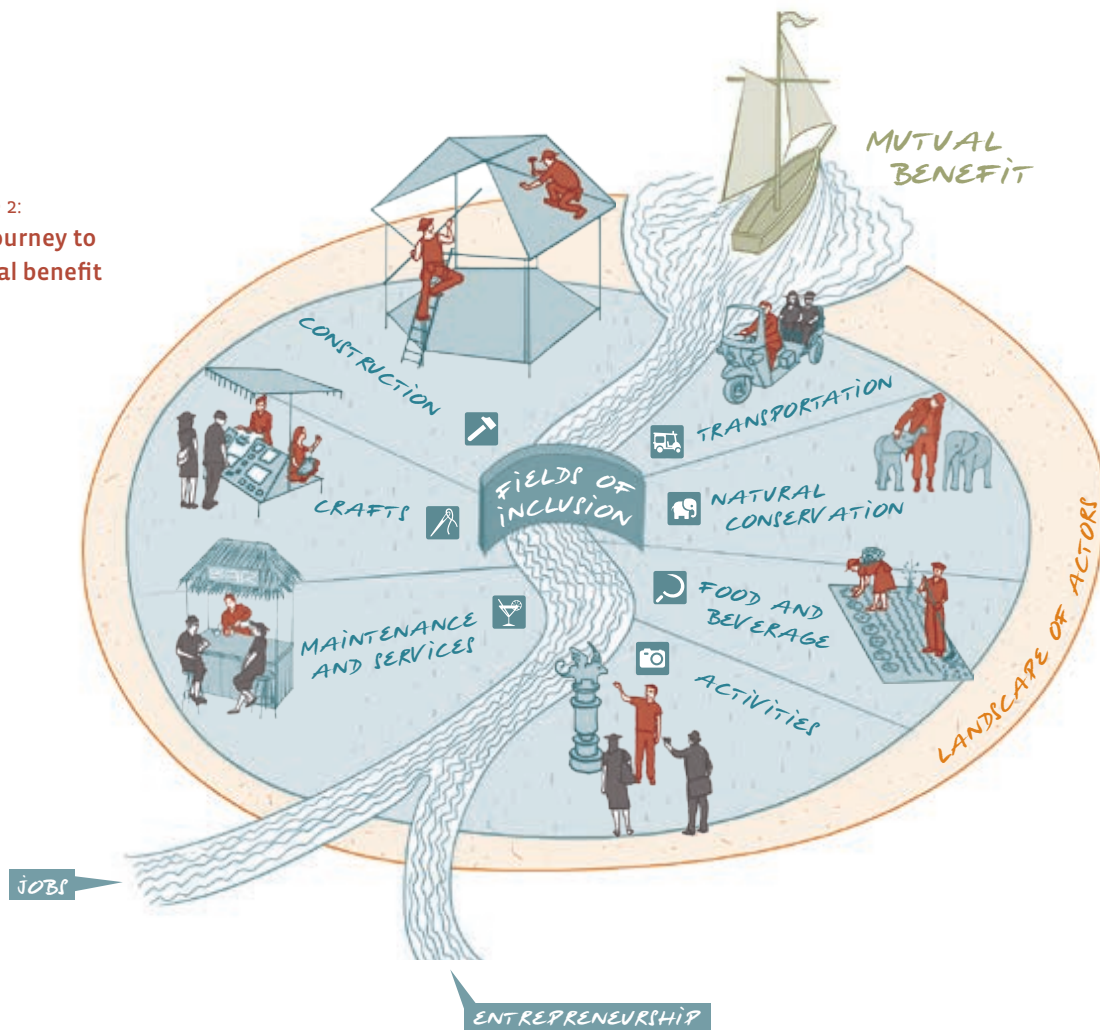 2:
ourney to
al benefit
MUTUAL
BENEFIT
CONSTRUCTION
TRANSPORTATION
CRAFTS
FIELDS OF
INCLUSION
NATURAL
CONSERVATION
MAINTENANCE
AND SERVICES
FOOD AND
BEVERAGE
ACTIVITIES
LANDSCAPE OF ACTORS
JOBS
ENTREPRENEURSHIP